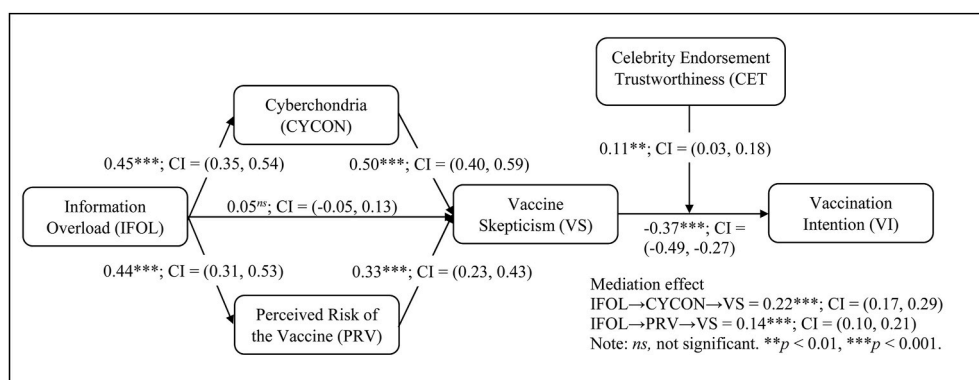 Celebrity Endorsement
Trustworthiness (CET
Cyberchondria
(CYCON)
0.11**; CI = (0.03, 0.18)
0.45***; CI = (0.35, 0.54)
0.50***; CI = (0.40, 0.59)
Information
Overload (IFOL)
0.05ns; CI = (-0.05, 0.13)
Vaccine
Skepticism (VS)
Vaccination
Intention (VI)
-0.37***; CI =
(-0.49, -0.27)
0.44***; CI = (0.31, 0.53)
0.33***; CI = (0.23, 0.43)
Perceived Risk of
the Vaccine (PRV)
Mediation effect
IFOL→CYCON→VS = 0.22***; CI = (0.17, 0.29)
IFOL→PRV→VS = 0.14***; CI = (0.10, 0.21)
Note: ns, not significant. **p < 0.01, ***p < 0.001.